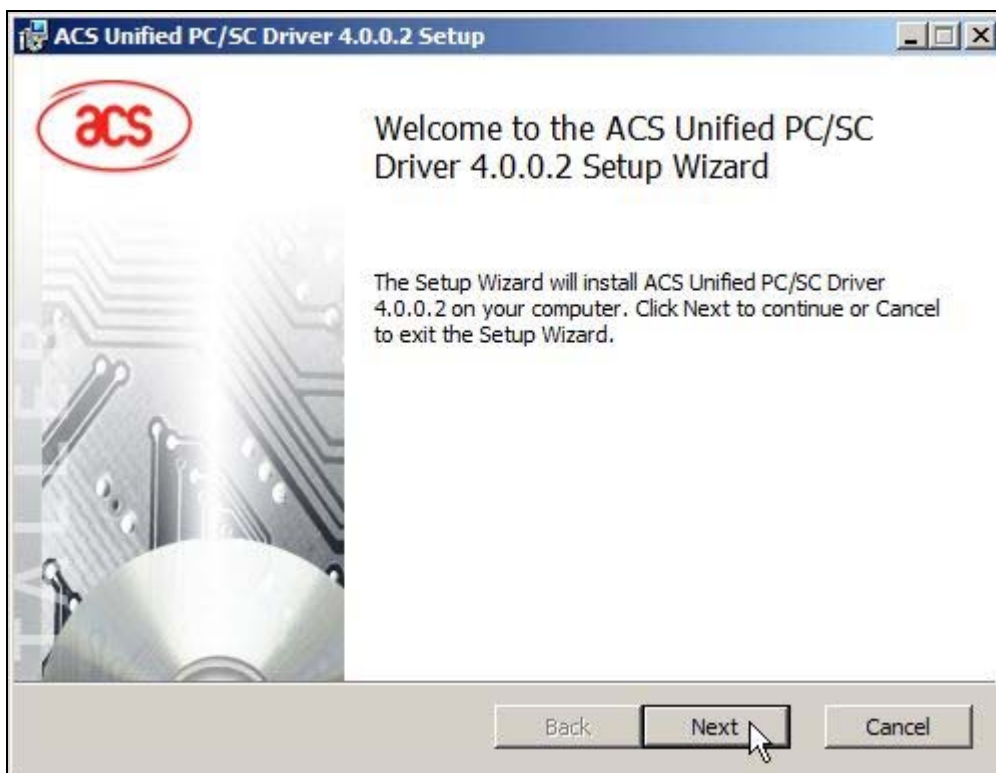 ACS Unified PC/SC Driver 4.0.0.2 Setup
acs
Welcome to the ACS Unified PC/SC
Driver 4.0.0.2 Setup Wizard
The Setup Wizard will install ACS Unified PC/SC Driver
4.0.0.2 on your computer. Click Next to continue or Cancel
to exit the Setup Wizard.
Back
Next
Cancel